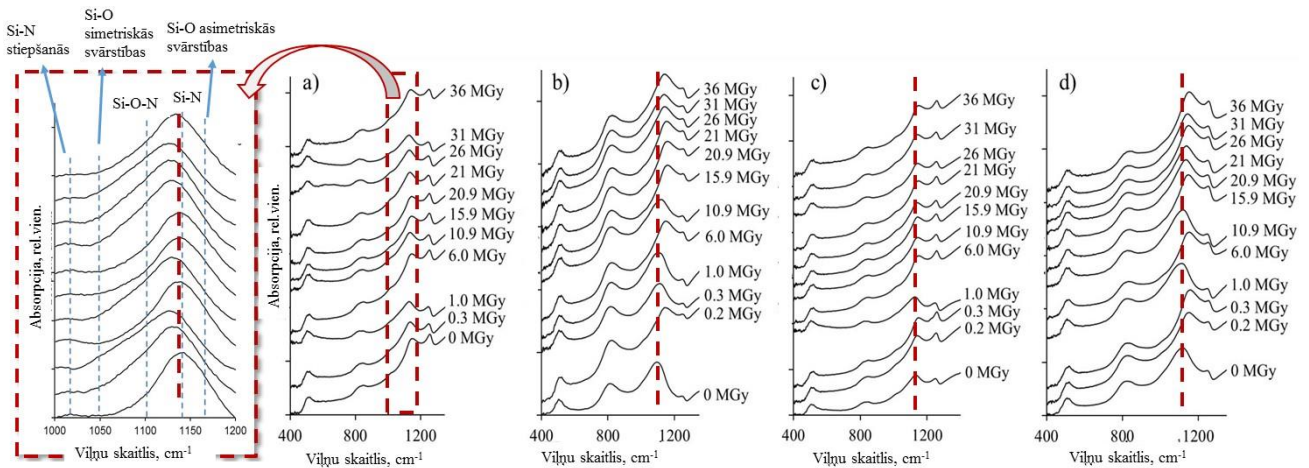 Si-N
stiepšanās
Si-O
simetriskās
svārstības
Si-O asimetriskās
svārstības
Si-O-N
Si-N
Absorpcija, rel.vien.
1000 1050 1100 1150 1200
Viļņu skaitlis, cm-1
a)
Absorpcija, rel.vien.
36 MGy
31 MGy
26 MGy
21 MGy
20.9 MGy
15.9 MGy
10.9 MGy
6.0 MGy
1.0 MGy
0.3 MGy
0 MGy
400 800 1200
Viļņu skaitlis, cm-1
b)
36 MGy
31 MGy
26 MGy
21 MGy
20.9 MGy
15.9 MGy
10.9 MGy
6.0 MGy
1.0 MGy
0.3 MGy
0.2 MGy
0 MGy
400 800 1200
Viļņu skaitlis, cm-1
c)
36 MGy
31 MGy
26 MGy
21 MGy
20.9 MGy
15.9 MGy
10.9 MGy
6.0 MGy
1.0 MGy
0.3 MGy
0.2 MGy
0 MGy
400 800 1200
Viļņu skaitlis, cm-1
d)
36 MGy
31 MGy
26 MGy
21 MGy
20.9 MGy
15.9 MGy
10.9 MGy
6.0 MGy
1.0 MGy
0.3 MGy
0.2 MGy
0 MGy
400 800 1200
Viļņu skaitlis, cm-1